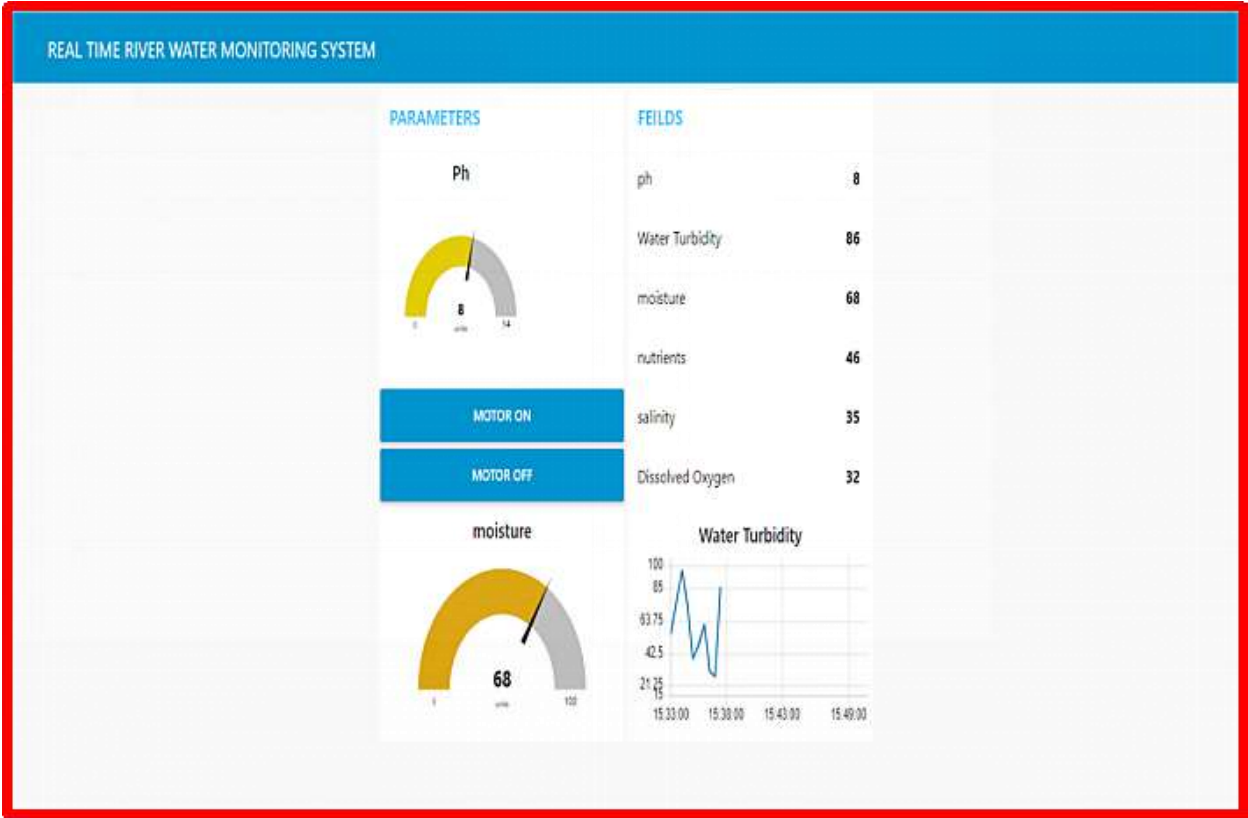 REAL TIME RIVER WATER MONITORING SYSTEM
PARAMETERS
Ph
8
14
MOTOR ON
MOTOR OFF
moisture
68
0
100
FEILDS
ph 8
Water Turbidity 86
moisture 68
nutrients 46
salinity 35
Dissolved Oxygen 32
Water Turbidity
100
85
63.75
42.5
21.25
15
15:33:00 15:38:00 15:43:00 15:49:00